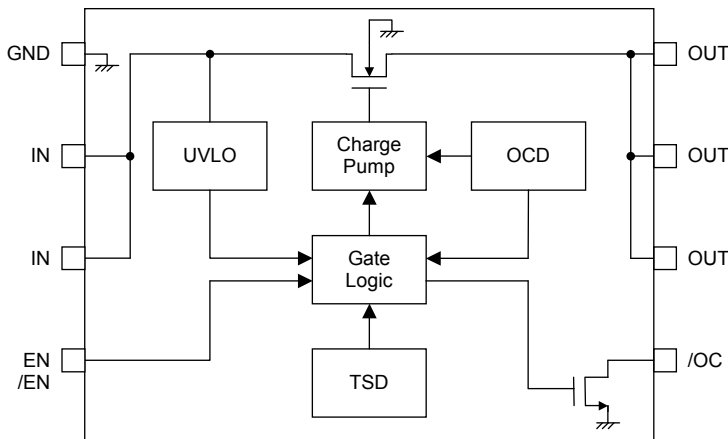 GND
OUT
IN
UVLO
Charge
Pump
OCD
OUT
IN
Gate
Logic
OUT
EN
/EN
TSD
/OC